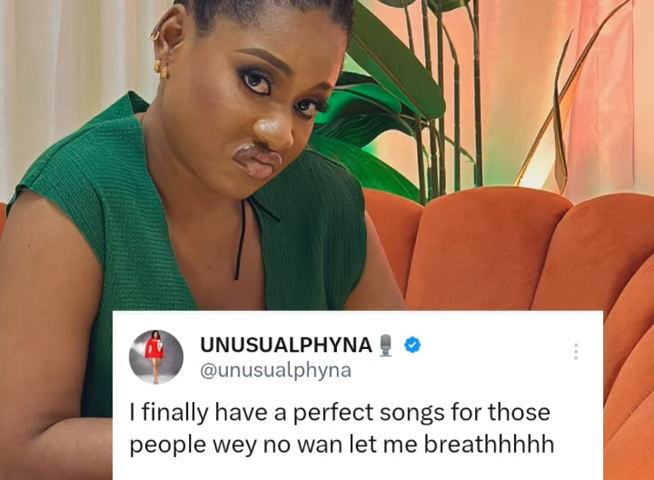 UNUSUALPHYNA🎙️
@unusualphyna
I finally have a perfect songs for those
people wey no wan let me breathhhhh